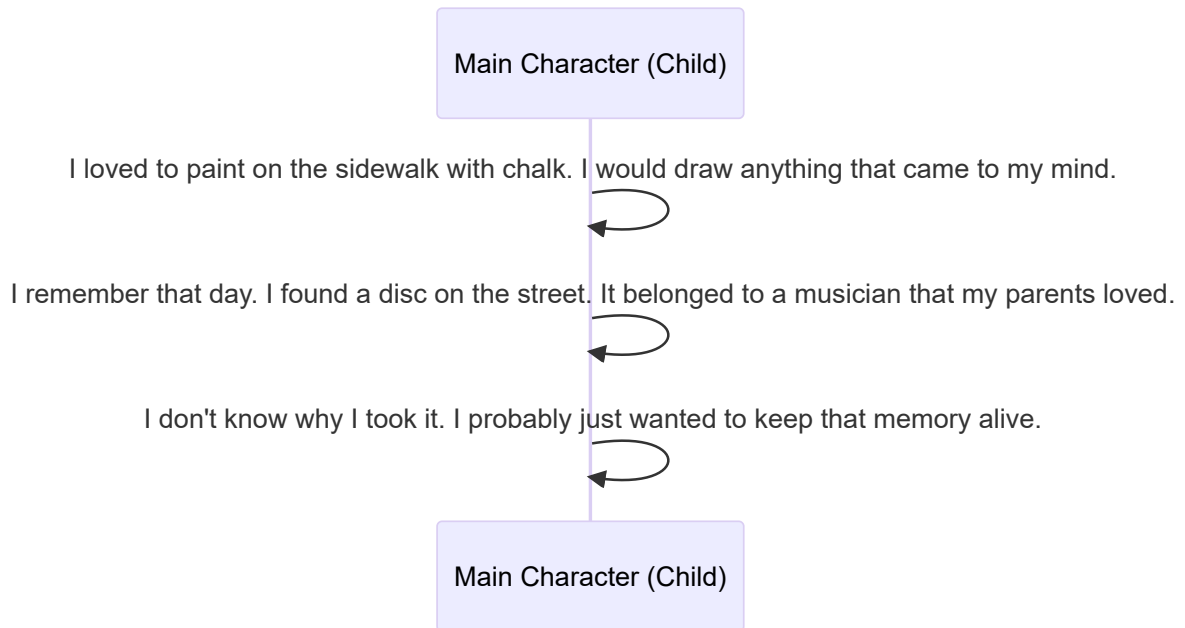 Main Character (Child)
I loved to paint on the sidewalk with chalk. I would draw anything that came to my mind.
I remember that day. I found a disc on the street. It belonged to a musician that my parents loved.
I don't know why I took it. I probably just wanted to keep that memory alive.
Main Character (Child)